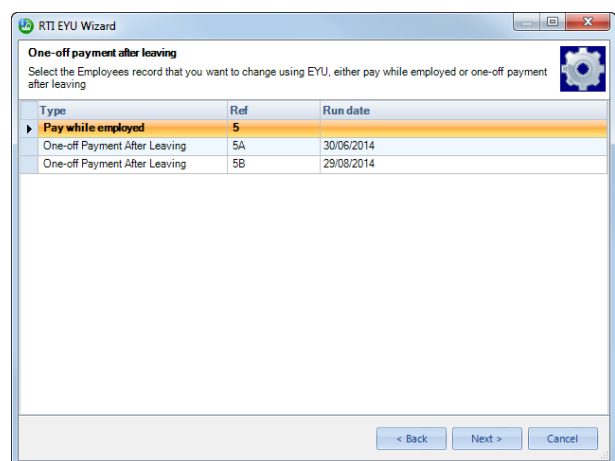 RTI EYU Wizard
One-off payment after leaving
Select the Employees record that you want to change using EYU, either pay while employed or one-off payment
after leaving
Type Ref Run date
Pay while employed 5
One-off Payment After Leaving 5A 30/06/2014
One-off Payment After Leaving 5B 29/08/2014
< Back Next > Cancel